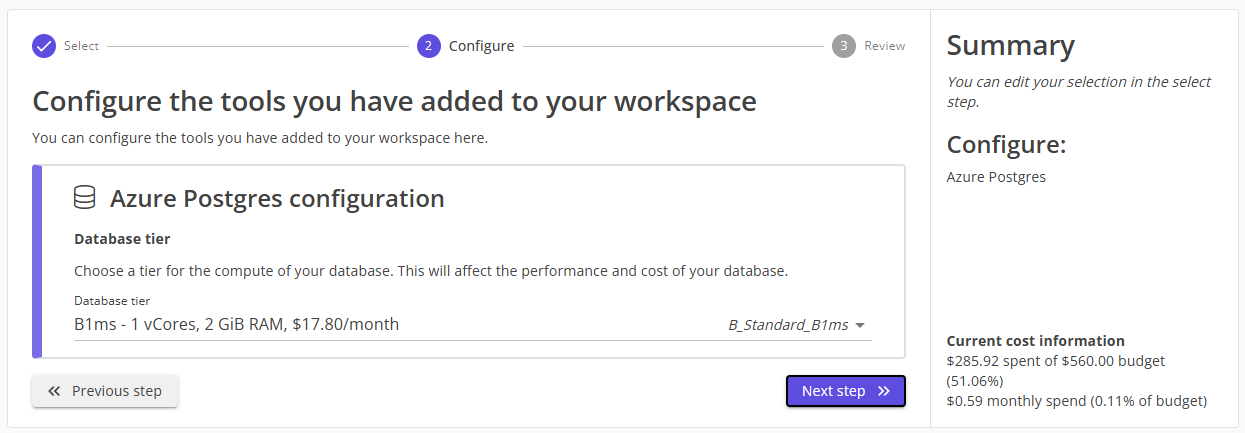 Select
2 Configure
3 Review
Configure the tools you have added to your workspace
You can configure the tools you have added to your workspace here.
Azure Postgres configuration
Database tier
Choose a tier for the compute of your database. This will affect the performance and cost of your database.
Database tier
B1ms - 1 vCores, 2 GiB RAM, $17.80/month B_Standard_B1ms
Previous step
Next step
Summary
You can edit your selection in the select
step.
Configure:
Azure Postgres
Current cost information
$285.92 spent of $560.00 budget
(51.06%)
$0.59 monthly spend (0.11% of budget)